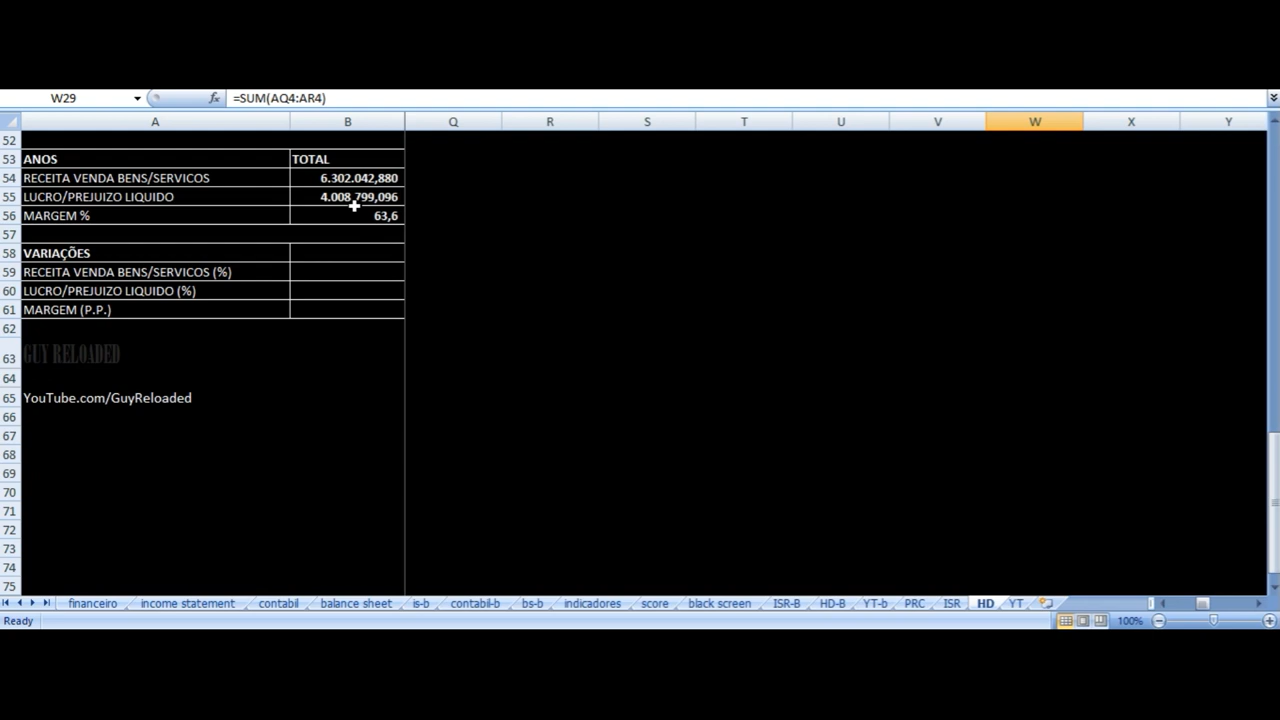 W29 fx =SUM(AQ4:AR4)
A B Q R S T U V W X Y
52
53 ANOS TOTAL
54 RECEITA VENDA BENS/SERVICOS 6.302.042,880
55 LUCRO/PREJUIZO LIQUIDO 4.008.799,096
56 MARGEM % 63,6
57
58 VARIAÇÕES
59 RECEITA VENDA BENS/SERVICOS (%)
60 LUCRO/PREJUIZO LIQUIDO (%)
61 MARGEM (P.P.)
62
63 GUY RELOADED
64
65 YouTube.com/GuyReloaded
66
67
68
69
70
71
72
73
74
75
financeiro income statement contabil balance sheet is-b contabil-b bs-b indicadores score black screen ISR-B HD-B YT-b PRC ISR HD YT
Ready 100%